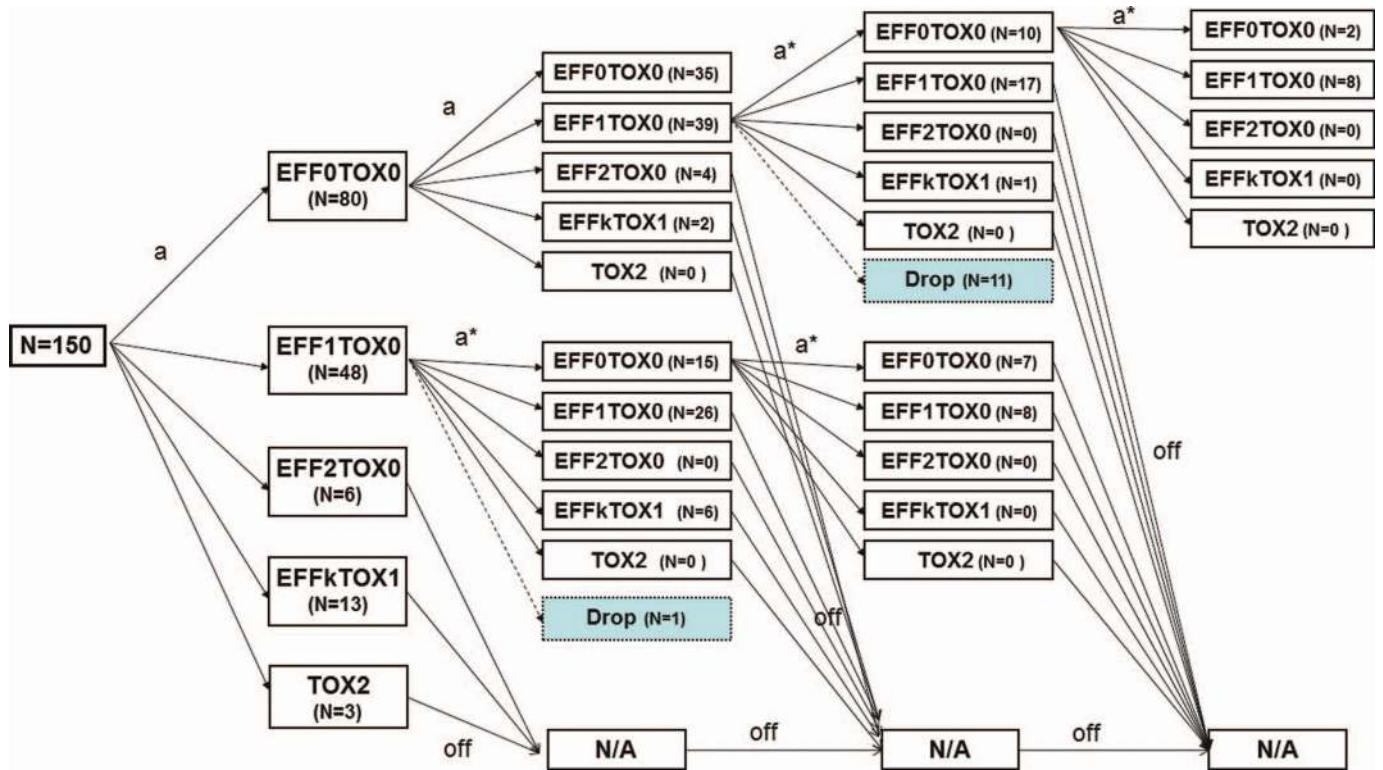 N=150
a
EFF0TOX0
(N=80)
EFF1TOX0
(N=48)
EFF2TOX0
(N=6)
EFFkTOX1
(N=13)
TOX2
(N=3)
a
EFF0TOX0 (N=35)
EFF1TOX0 (N=39)
EFF2TOX0 (N=4)
EFFkTOX1 (N=2)
TOX2 (N=0 )
a*
EFF0TOX0 (N=15)
EFF1TOX0 (N=26)
EFF2TOX0 (N=0)
EFFkTOX1 (N=6)
TOX2 (N=0 )
Drop (N=1)
off
N/A
a*
EFF0TOX0 (N=10)
EFF1TOX0 (N=17)
EFF2TOX0 (N=0)
EFFkTOX1 (N=1)
TOX2 (N=0 )
Drop (N=11)
a*
EFF0TOX0 (N=7)
EFF1TOX0 (N=8)
EFF2TOX0 (N=0)
EFFkTOX1 (N=0)
TOX2 (N=0 )
off
off
N/A
a*
EFF0TOX0 (N=2)
EFF1TOX0 (N=8)
EFF2TOX0 (N=0)
EFFkTOX1 (N=0)
TOX2 (N=0 )
off
off
N/A